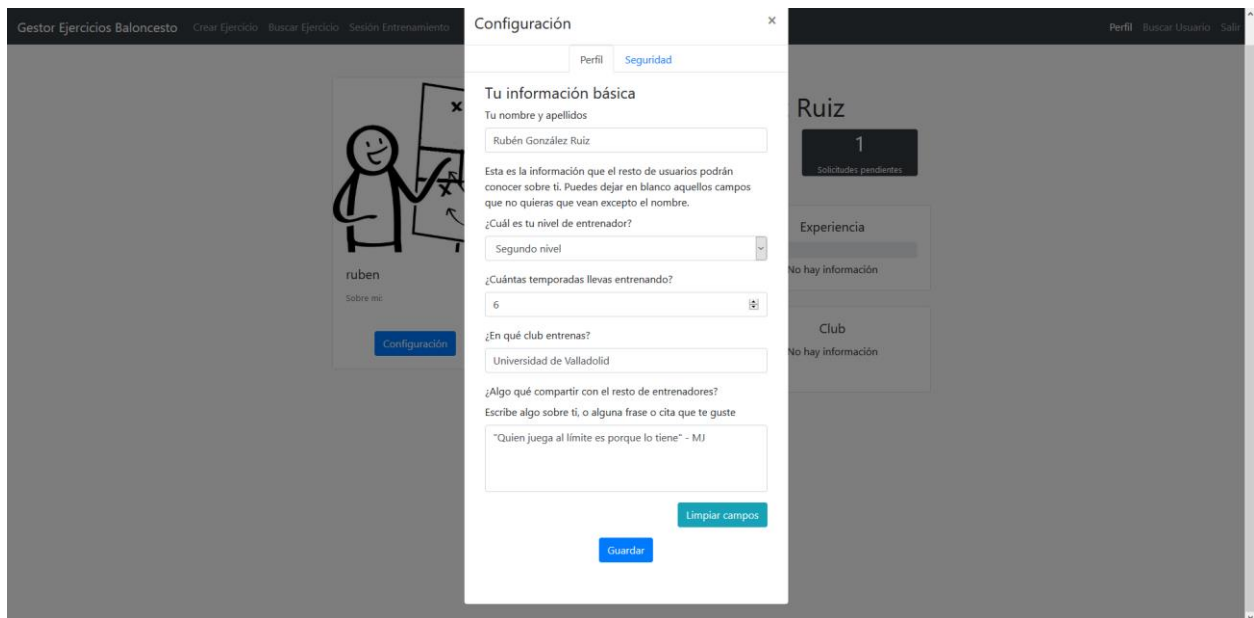 Gestor Ejercicios Baloncesto Crear Ejercicio Buscar Ejercicio Sesión Entrenamiento
Perfil Buscar Usuario Salir
Configuración ×
Perfil Seguridad
Tu información básica
Tu nombre y apellidos
Rubén González Ruiz
Esta es la información que el resto de usuarios podrán
conocer sobre ti. Puedes dejar en blanco aquellos campos
que no quieras que vean excepto el nombre.
¿Cuál es tu nivel de entrenador?
Segundo nivel
¿Cuántas temporadas llevas entrenando?
6
¿En qué club entrenas?
Universidad de Valladolid
¿Algo qué compartir con el resto de entrenadores?
Escribe algo sobre ti, o alguna frase o cita que te guste
"Quien juega al límite es porque lo tiene" - MJ
Limpiar campos
Guardar
ruben
Sobre mi:
Configuración
Ruiz
1
Solicitudes pendientes
Experiencia
No hay información
Club
No hay información